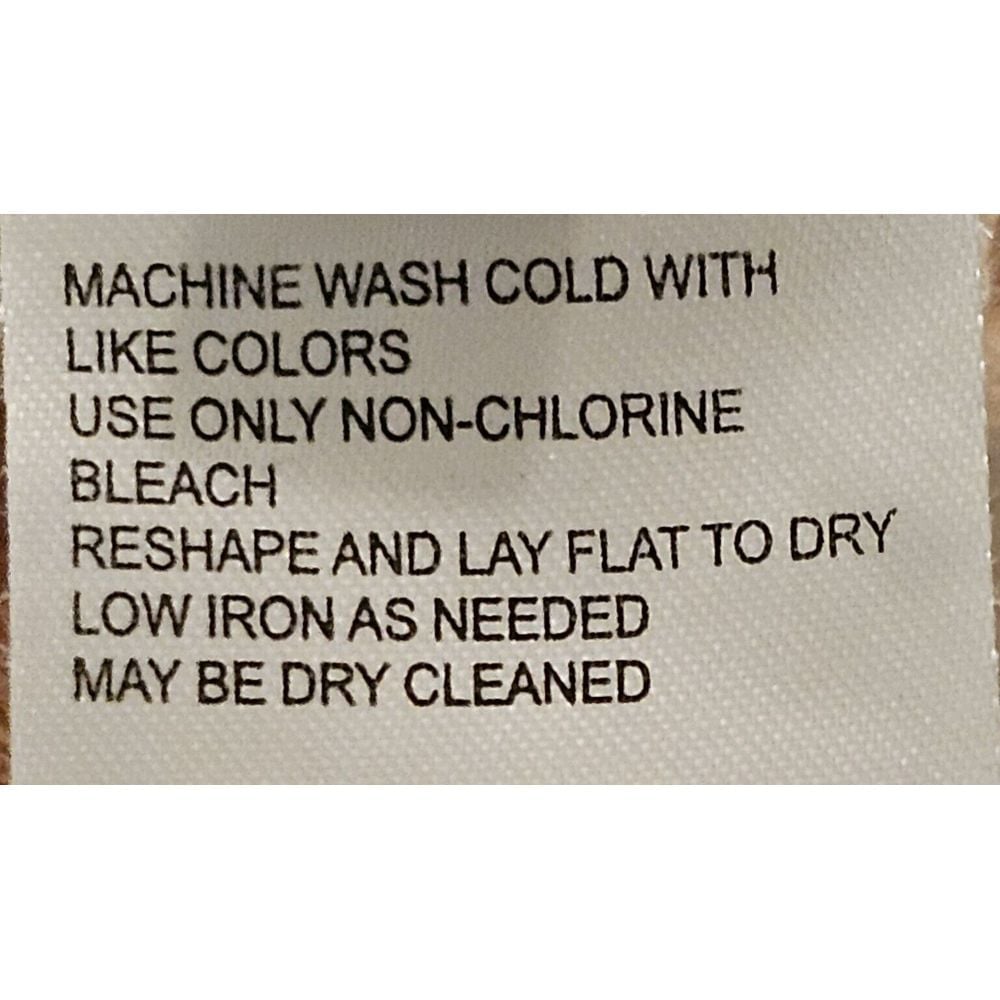 MACHINE WASH COLD WITH
LIKE COLORS
USE ONLY NON-CHLORINE
BLEACH
RESHAPE AND LAY FLAT TO DRY
LOW IRON AS NEEDED
MAY BE DRY CLEANED